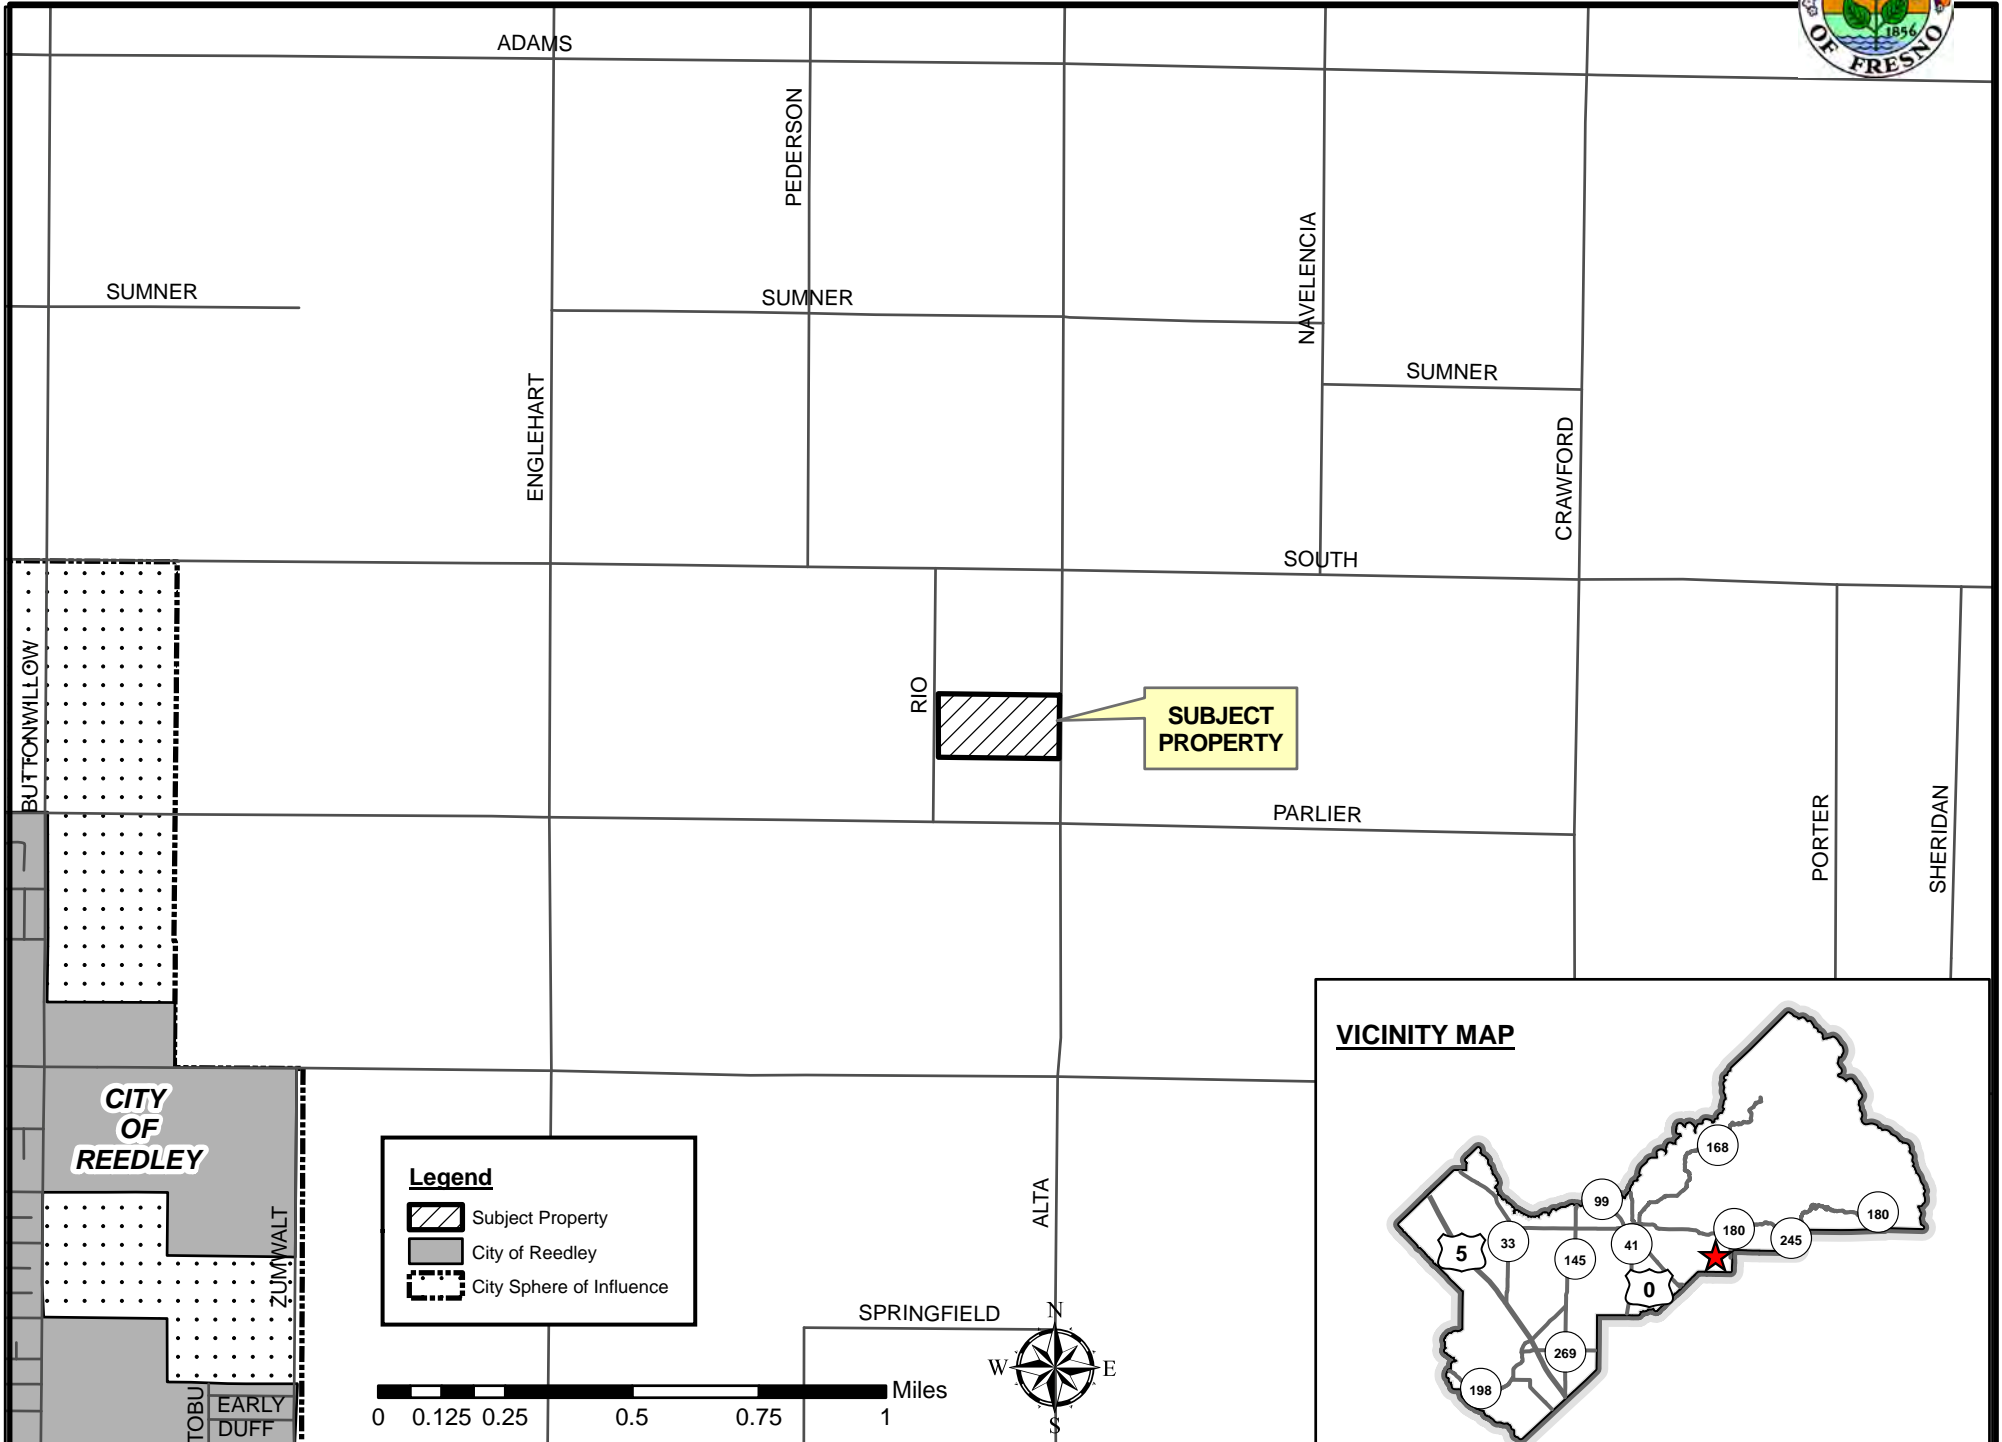 ADAMS
1856
OF FRESNO
PEDERSON
NAVELENCIA
SUMNER
SUMNER
SUMNER
ENGLEHART
CRAWFORD
SOUTH
BUTTONWILLOW
RIO
SUBJECT
PROPERTY
PARLIER
PORTER
SHERIDAN
CITY
OF
REEDLEY
ZUMWALT
ALTA
Legend
Subject Property
City of Reedley
City Sphere of Influence
SPRINGFIELD
N
W E
S
Miles
0 0.125 0.25 0.5 0.75 1
TOBU
EARLY
DUFF
VICINITY MAP
168
99
180
180
245
33
41
5
145
0
269
198